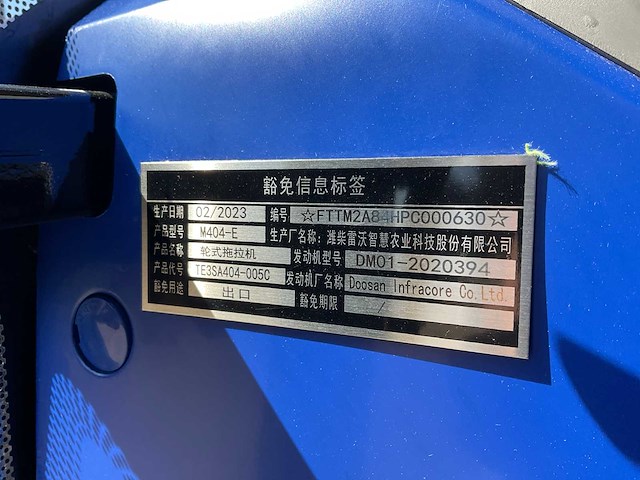 豁免信息标签
生产日期 02/2023 编号 ☆FTTM2A84HPC000630☆
产品型号 M404-E 生产厂名称: 潍柴雷沃智慧农业科技股份有限公司
产品名称 轮式拖拉机 发动机型号 DM01-2020394
产品代号 TE3SA404-005C 发动机厂名称 Doosan Infracore Co.Ltd.
豁免用途 出口 豁免期限 /